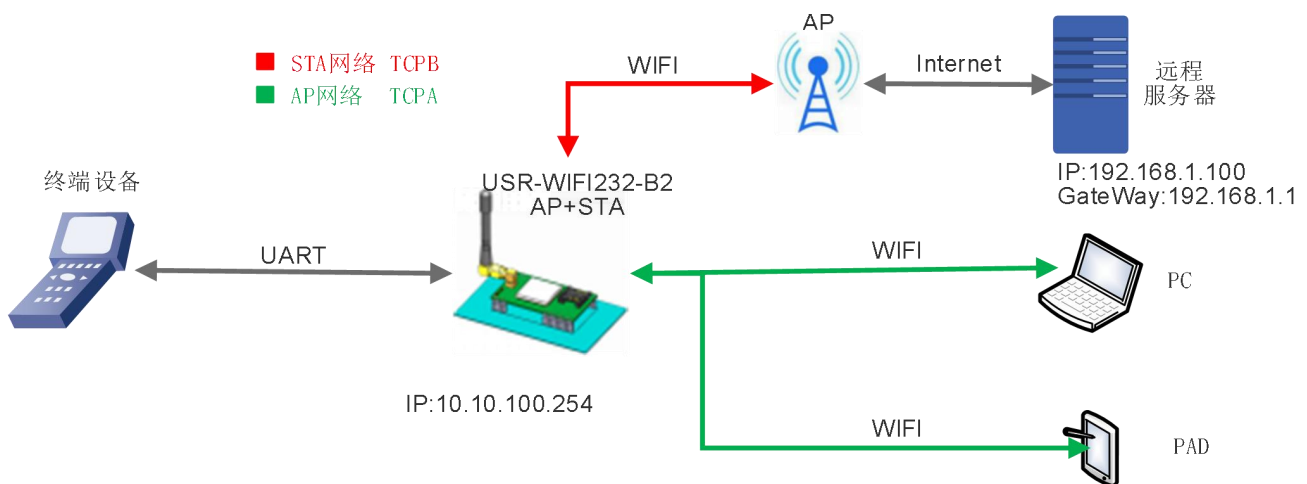 AP
STA网络 TCPB
AP网络 TCPA
WIFI
Internet
远程
服务器
IP:192.168.1.100
GateWay:192.168.1.1
终端设备
USR-WIFI232-B2
AP+STA
UART
WIFI
PC
IP:10.10.100.254
WIFI
PAD